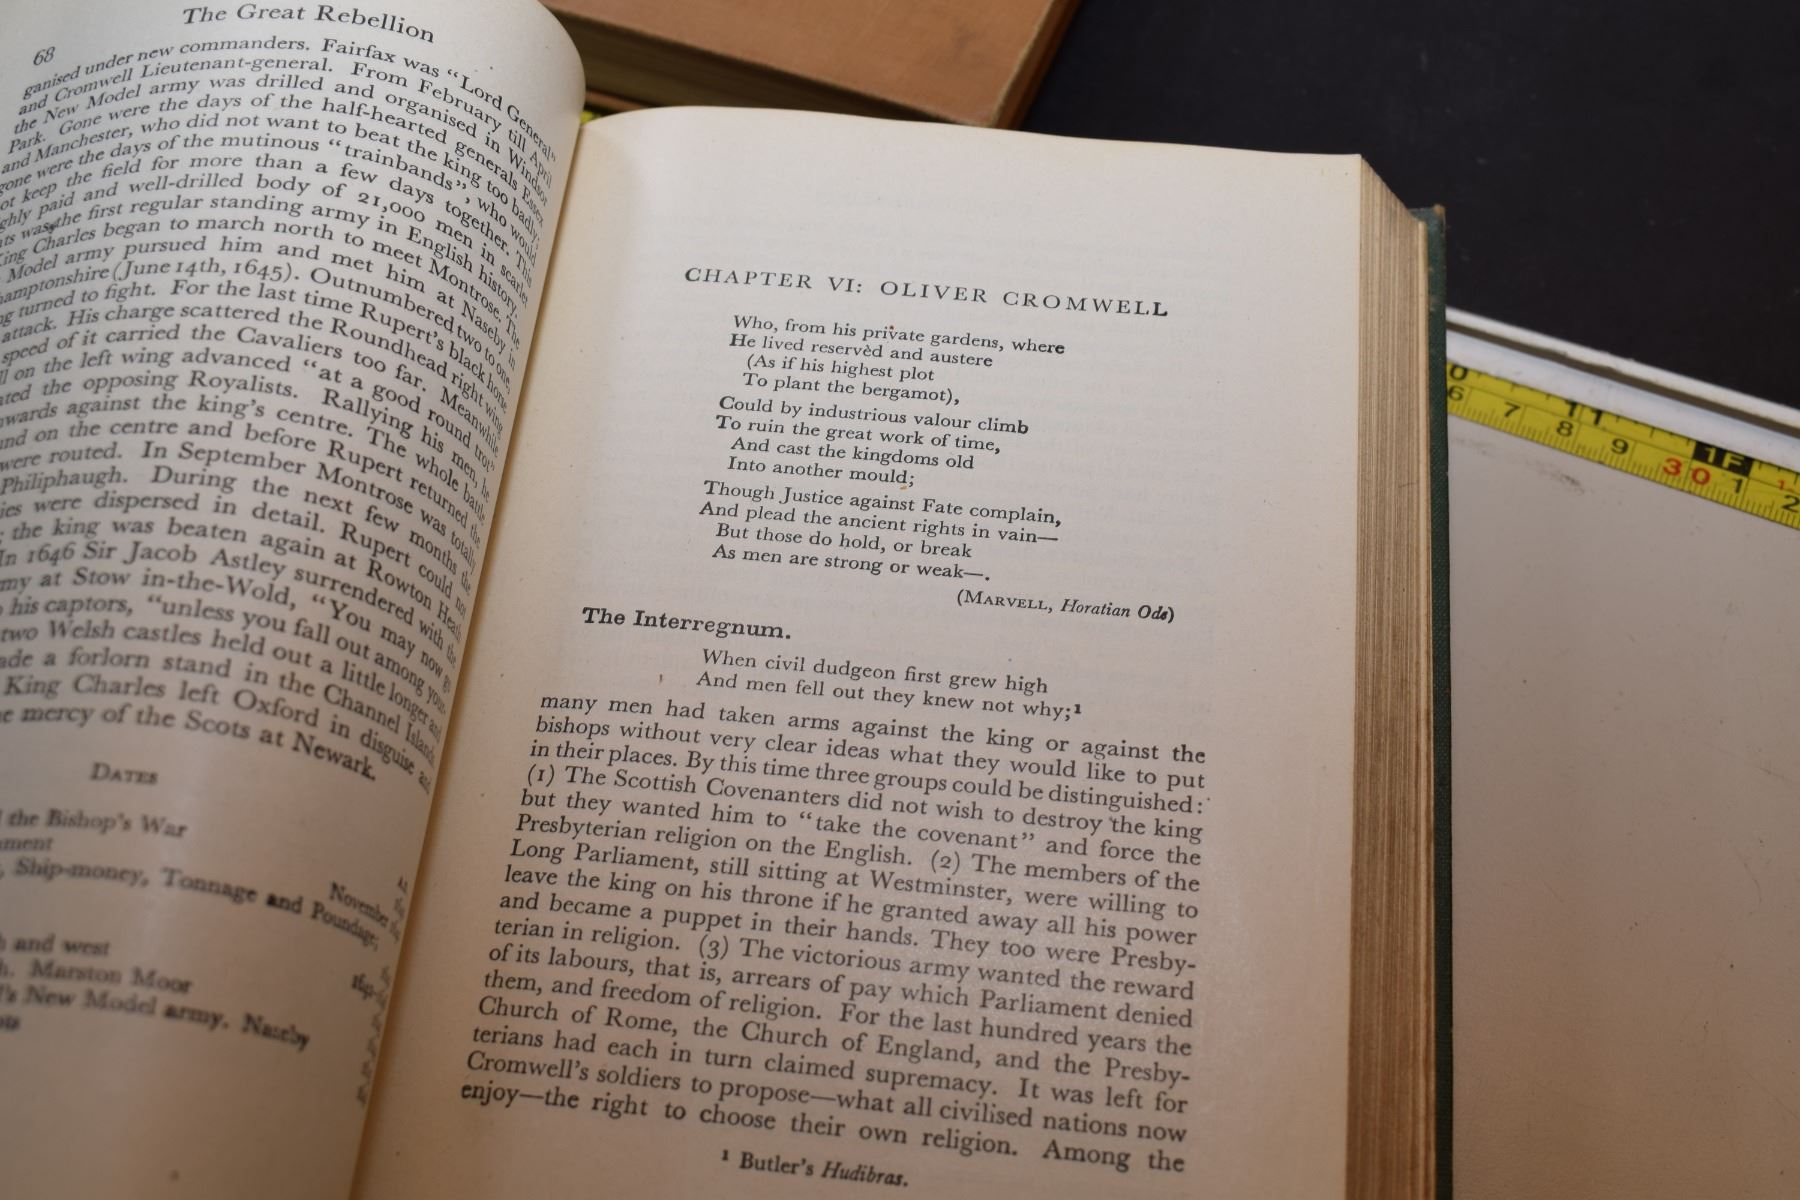 68
The Great Rebellion
ganised under new commanders. Fairfax was "Lord General"
and Cromwell Lieutenant-general. From February till April
the New Model army was drilled and organised in Windsor
Park. Gone were the days of the half-hearted generals Essex
and Manchester, who did not want to beat the king too badly;
gone were the days of the mutinous "trainbands", who would
ot keep the field for more than a few days together. This
ghly paid and well-drilled body of 21,000 men in scarlet
ts was the first regular standing army in English history.
King Charles began to march north to meet Montrose. The
Model army pursued him and met him at Naseby in
hamptonshire (June 14th, 1645). Outnumbered two to one,
ng turned to fight. For the last time Rupert's black horse
attack. His charge scattered the Roundhead right wing
speed of it carried the Cavaliers too far. Meanwhile
ll on the left wing advanced "at a good round trot"
ated the opposing Royalists. Rallying his men, he
nwards against the king's centre. The whole battle
und on the centre and before Rupert returned the
were routed. In September Montrose was totally
Philiphaugh. During the next few months the
ies were dispersed in detail. Rupert could not
; the king was beaten again at Rowton Heath
In 1646 Sir Jacob Astley surrendered with the
my at Stow in-the-Wold, "You may now go
his captors, "unless you fall out among your-
two Welsh castles held out a little longer and
ade a forlorn stand in the Channel Islands.
King Charles left Oxford in disguise and
e mercy of the Scots at Newark.
DATES
the Bishop's War
ament
Ship-money, Tonnage and Poundage;
November
h and west
h. Marston Moor
l's New Model army. Naseby
CHAPTER VI: OLIVER CROMWELL
Who, from his private gardens, where
He lived reservèd and austere
(As if his highest plot
To plant the bergamot),
Could by industrious valour climb
To ruin the great work of time,
And cast the kingdoms old
Into another mould;
Though Justice against Fate complain,
And plead the ancient rights in vain—
But those do hold, or break
As men are strong or weak—.
(MARVELL, Horatian Ode)
The Interregnum.
When civil dudgeon first grew high
And men fell out they knew not why;¹
many men had taken arms against the king or against the
bishops without very clear ideas what they would like to put
in their places. By this time three groups could be distinguished:
(1) The Scottish Covenanters did not wish to destroy the king
but they wanted him to "take the covenant" and force the
Presbyterian religion on the English. (2) The members of the
Long Parliament, still sitting at Westminster, were willing to
leave the king on his throne if he granted away all his power
and became a puppet in their hands. They too were Presby-
terian in religion. (3) The victorious army wanted the reward
of its labours, that is, arrears of pay which Parliament denied
them, and freedom of religion. For the last hundred years the
Church of Rome, the Church of England, and the Presby-
terians had each in turn claimed supremacy. It was left for
Cromwell's soldiers to propose—what all civilised nations now
enjoy—the right to choose their own religion. Among the
¹ Butler's Hudibras.
0 11 1F
6 7 8 9 30 1 2